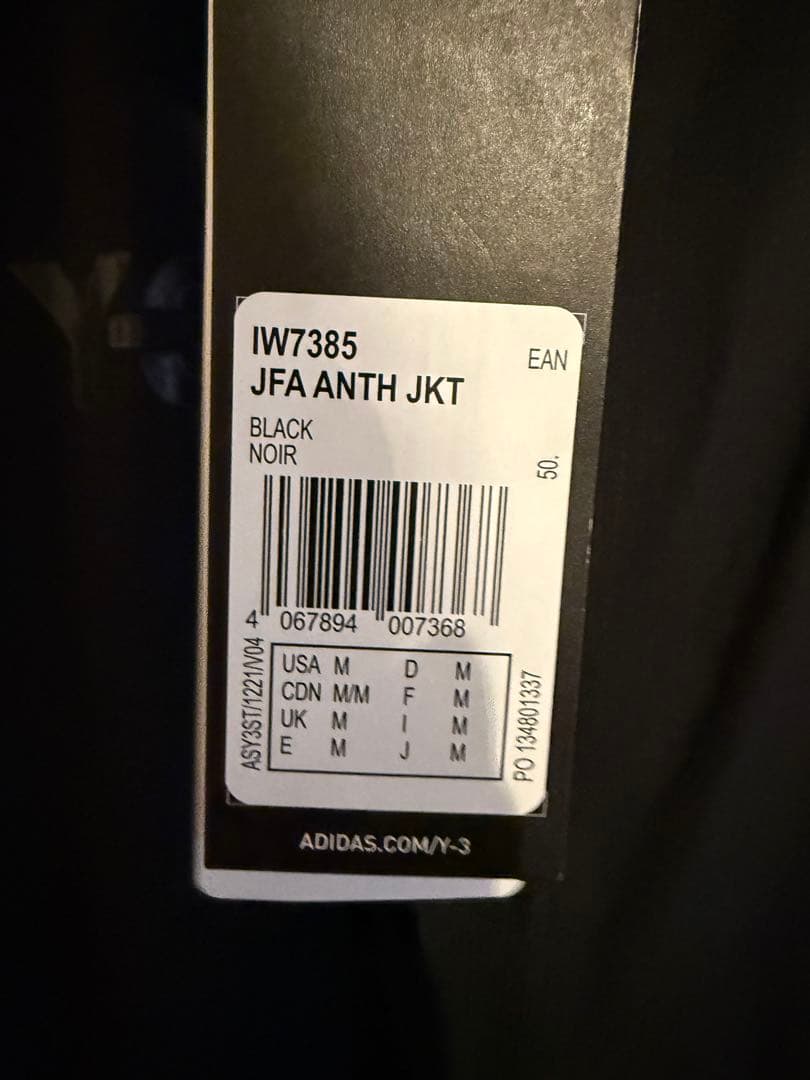 IW7385
EAN
JFA ANTH JKT
BLACK
NOIR
50.
4 067894 007368
ASY3ST/1221/V04
USA M D M
CDN M/M F M
UK M I M
E M J M
PO 134801337
ADIDAS.COM/Y-3